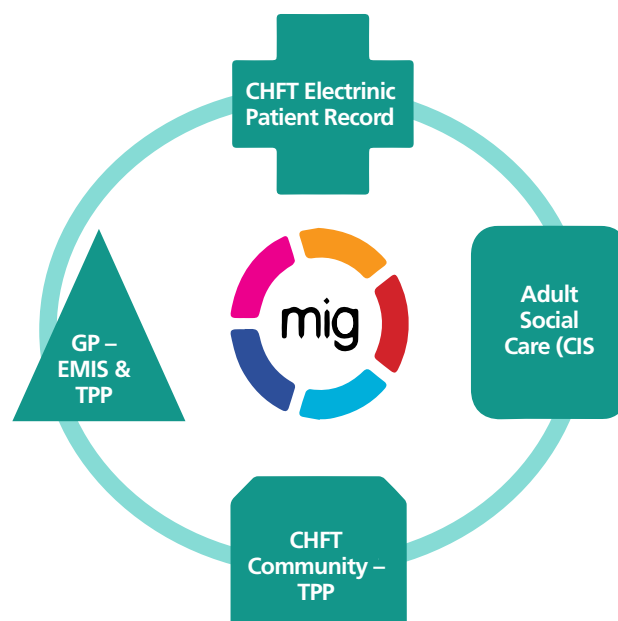 CHFT Electrinic
Patient Record
mig
Adult
Social
Care (CIS
GP –
EMIS &
TPP
CHFT
Community –
TPP